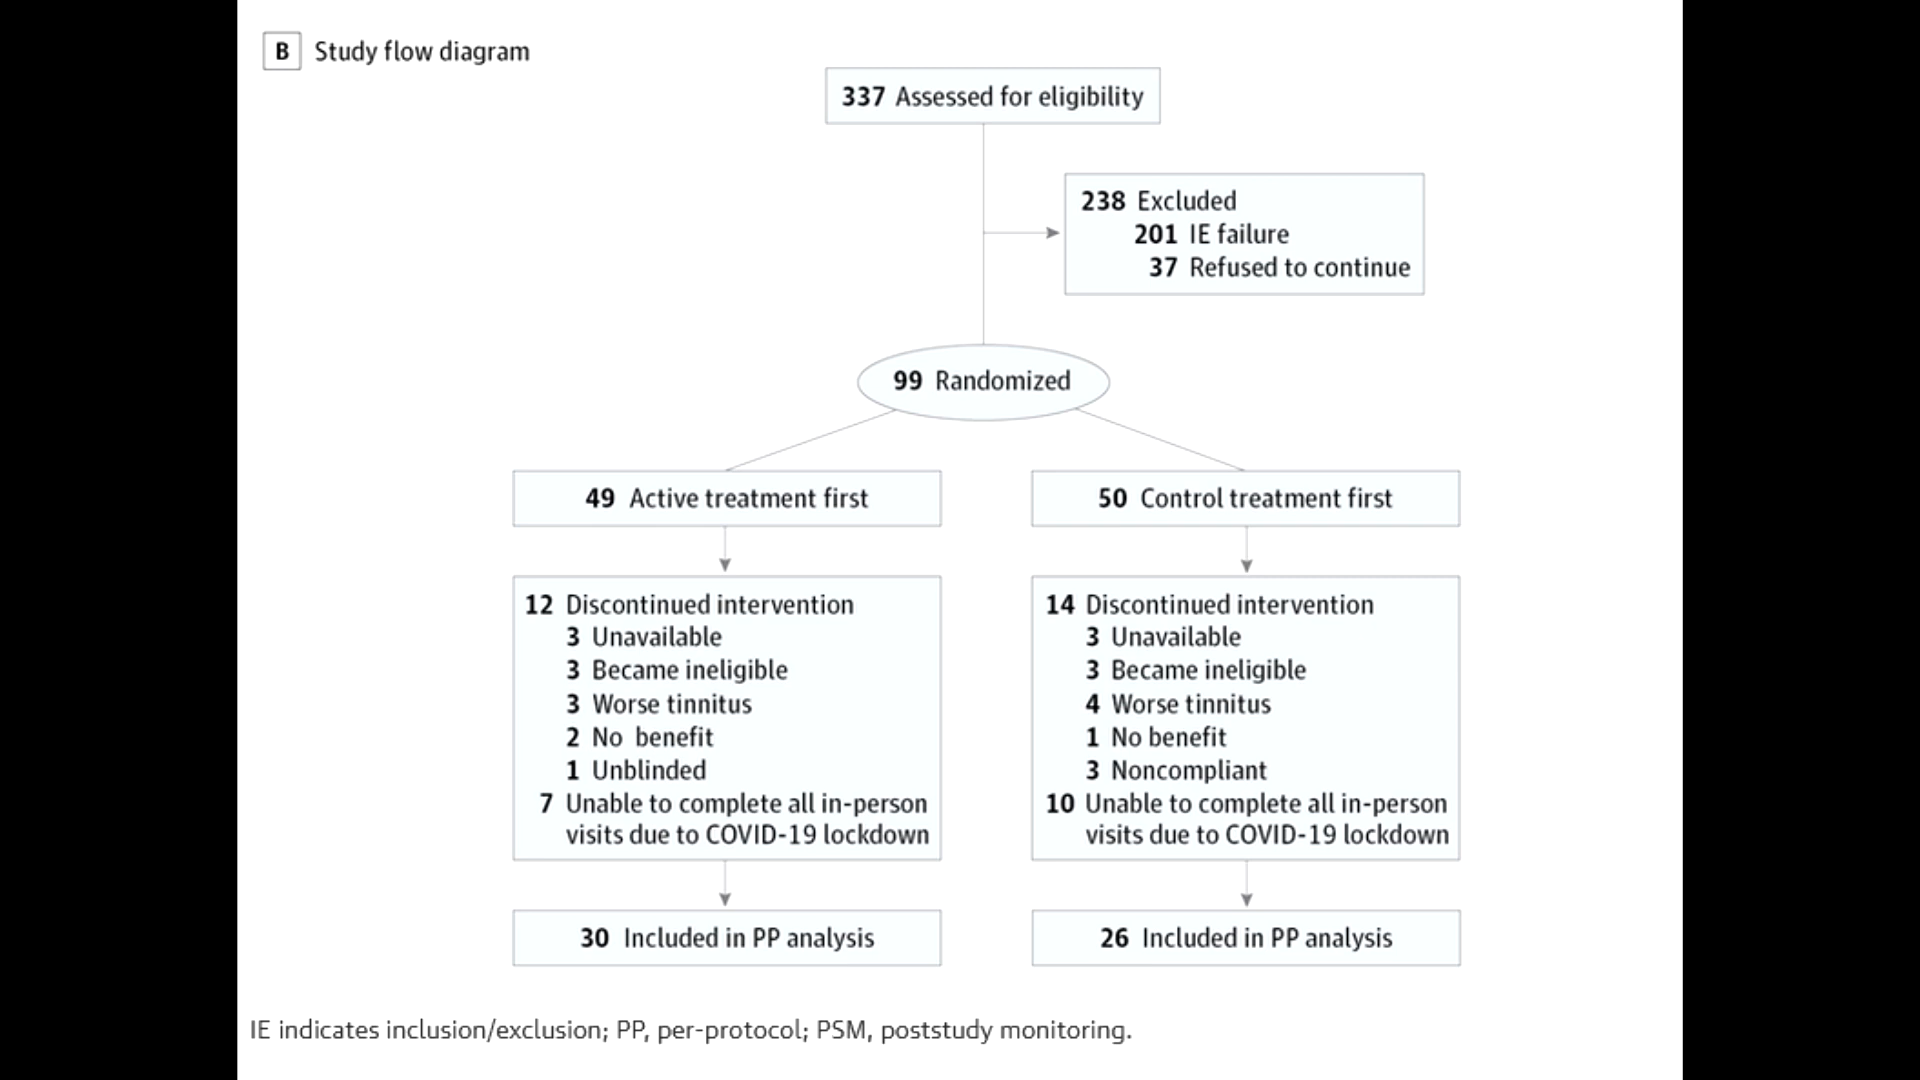 B Study flow diagram
337 Assessed for eligibility
238 Excluded
201 IE failure
37 Refused to continue
99 Randomized
49 Active treatment first
50 Control treatment first
12 Discontinued intervention
3 Unavailable
3 Became ineligible
3 Worse tinnitus
2 No benefit
1 Unblinded
7 Unable to complete all in-person
visits due to COVID-19 lockdown
14 Discontinued intervention
3 Unavailable
3 Became ineligible
4 Worse tinnitus
1 No benefit
3 Noncompliant
10 Unable to complete all in-person
visits due to COVID-19 lockdown
30 Included in PP analysis
26 Included in PP analysis
IE indicates inclusion/exclusion; PP, per-protocol; PSM, poststudy monitoring.